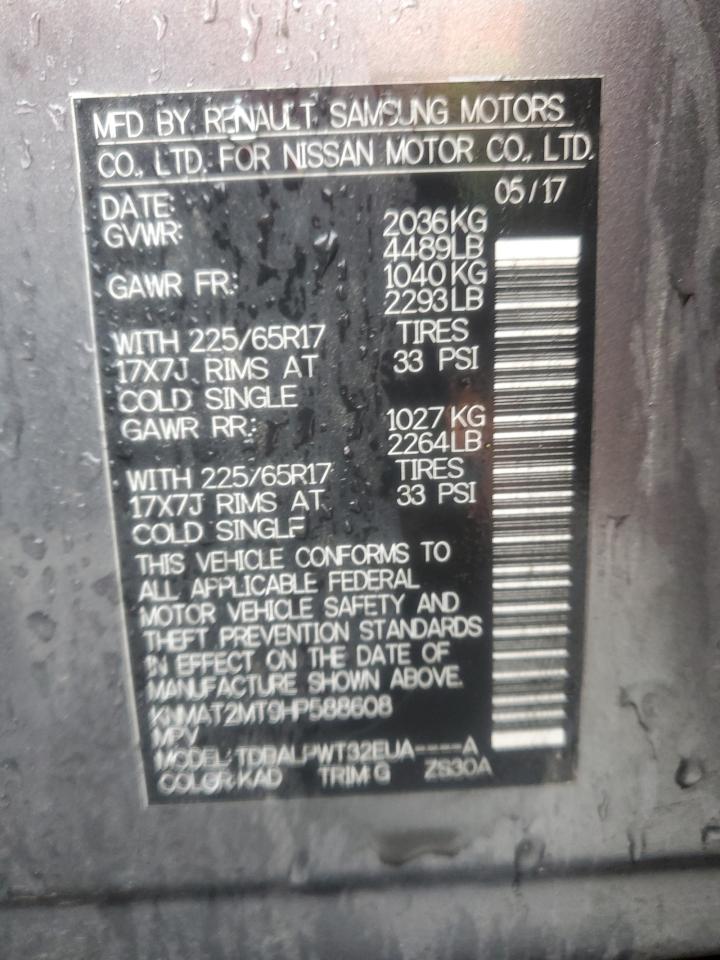 MFD BY RENAULT SAMSUNG MOTORS
CO., LTD. FOR NISSAN MOTOR CO., LTD.
DATE: 05/17
GVWR: 2036KG
4489LB
GAWR FR: 1040KG
2293LB
WITH 225/65R17 TIRES
17X7J RIMS AT 33 PSI
COLD SINGLE
GAWR RR: 1027KG
2264LB
WITH 225/65R17 TIRES
17X7J RIMS AT 33 PSI
COLD SINGLE
THIS VEHICLE CONFORMS TO
ALL APPLICABLE FEDERAL
MOTOR VEHICLE SAFETY AND
THEFT PREVENTION STANDARDS
IN EFFECT ON THE DATE OF
MANUFACTURE SHOWN ABOVE.
KNMAT2MT9HP588608
MPV
MODEL: TDBALPWT32EUA----A
COLOR: KAD TRIM: G ZS30A